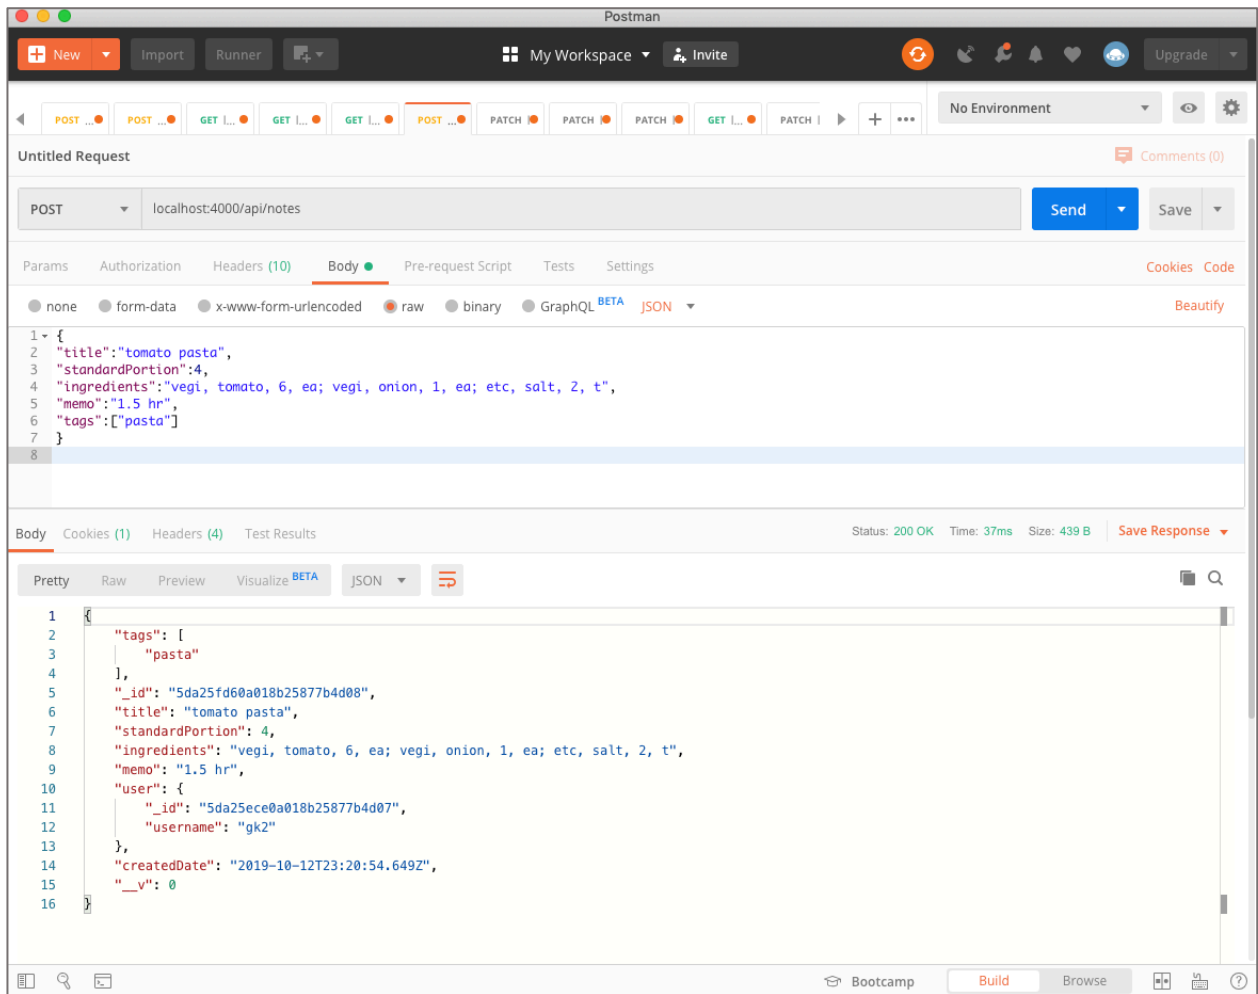 Postman
New Import Runner My Workspace Invite Upgrade
POST ... POST ... GET l... GET l... GET l... POST ... PATCH PATCH PATCH GET l... PATCH l + ••• No Environment
Untitled Request Comments (0)
POST localhost:4000/api/notes Send Save
Params Authorization Headers (10) Body Pre-request Script Tests Settings Cookies Code
none form-data x-www-form-urlencoded raw binary GraphQL BETA JSON Beautify
1 {
2 "title":"tomato pasta",
3 "standardPortion":4,
4 "ingredients":"vegi, tomato, 6, ea; vegi, onion, 1, ea; etc, salt, 2, t",
5 "memo":"1.5 hr",
6 "tags":["pasta"]
7 }
8
Body Cookies (1) Headers (4) Test Results Status: 200 OK Time: 37ms Size: 439 B Save Response
Pretty Raw Preview Visualize BETA JSON
1 {
2 "tags": [
3 "pasta"
4 ],
5 "_id": "5da25fd60a018b25877b4d08",
6 "title": "tomato pasta",
7 "standardPortion": 4,
8 "ingredients": "vegi, tomato, 6, ea; vegi, onion, 1, ea; etc, salt, 2, t",
9 "memo": "1.5 hr",
10 "user": {
11 "_id": "5da25ece0a018b25877b4d07",
12 "username": "gk2"
13 },
14 "createdDate": "2019-10-12T23:20:54.649Z",
15 "__v": 0
16 }
Bootcamp Build Browse